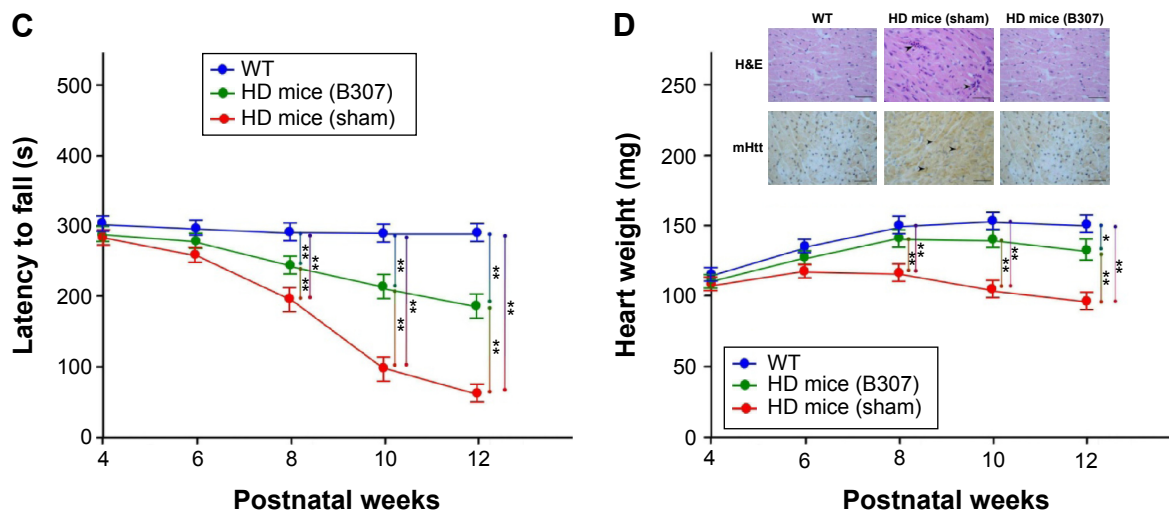 C
Latency to fall (s)
500
400
300
200
100
0
WT
HD mice (B307)
HD mice (sham)
**
**
**
**
**
**
**
**
**
4
6
8
10
12
Postnatal weeks
D
WT
HD mice (sham)
HD mice (B307)
H&E
mHtt
Heart weight (mg)
250
200
150
100
50
0
**
**
**
**
*
**
**
WT
HD mice (B307)
HD mice (sham)
4
6
8
10
12
Postnatal weeks